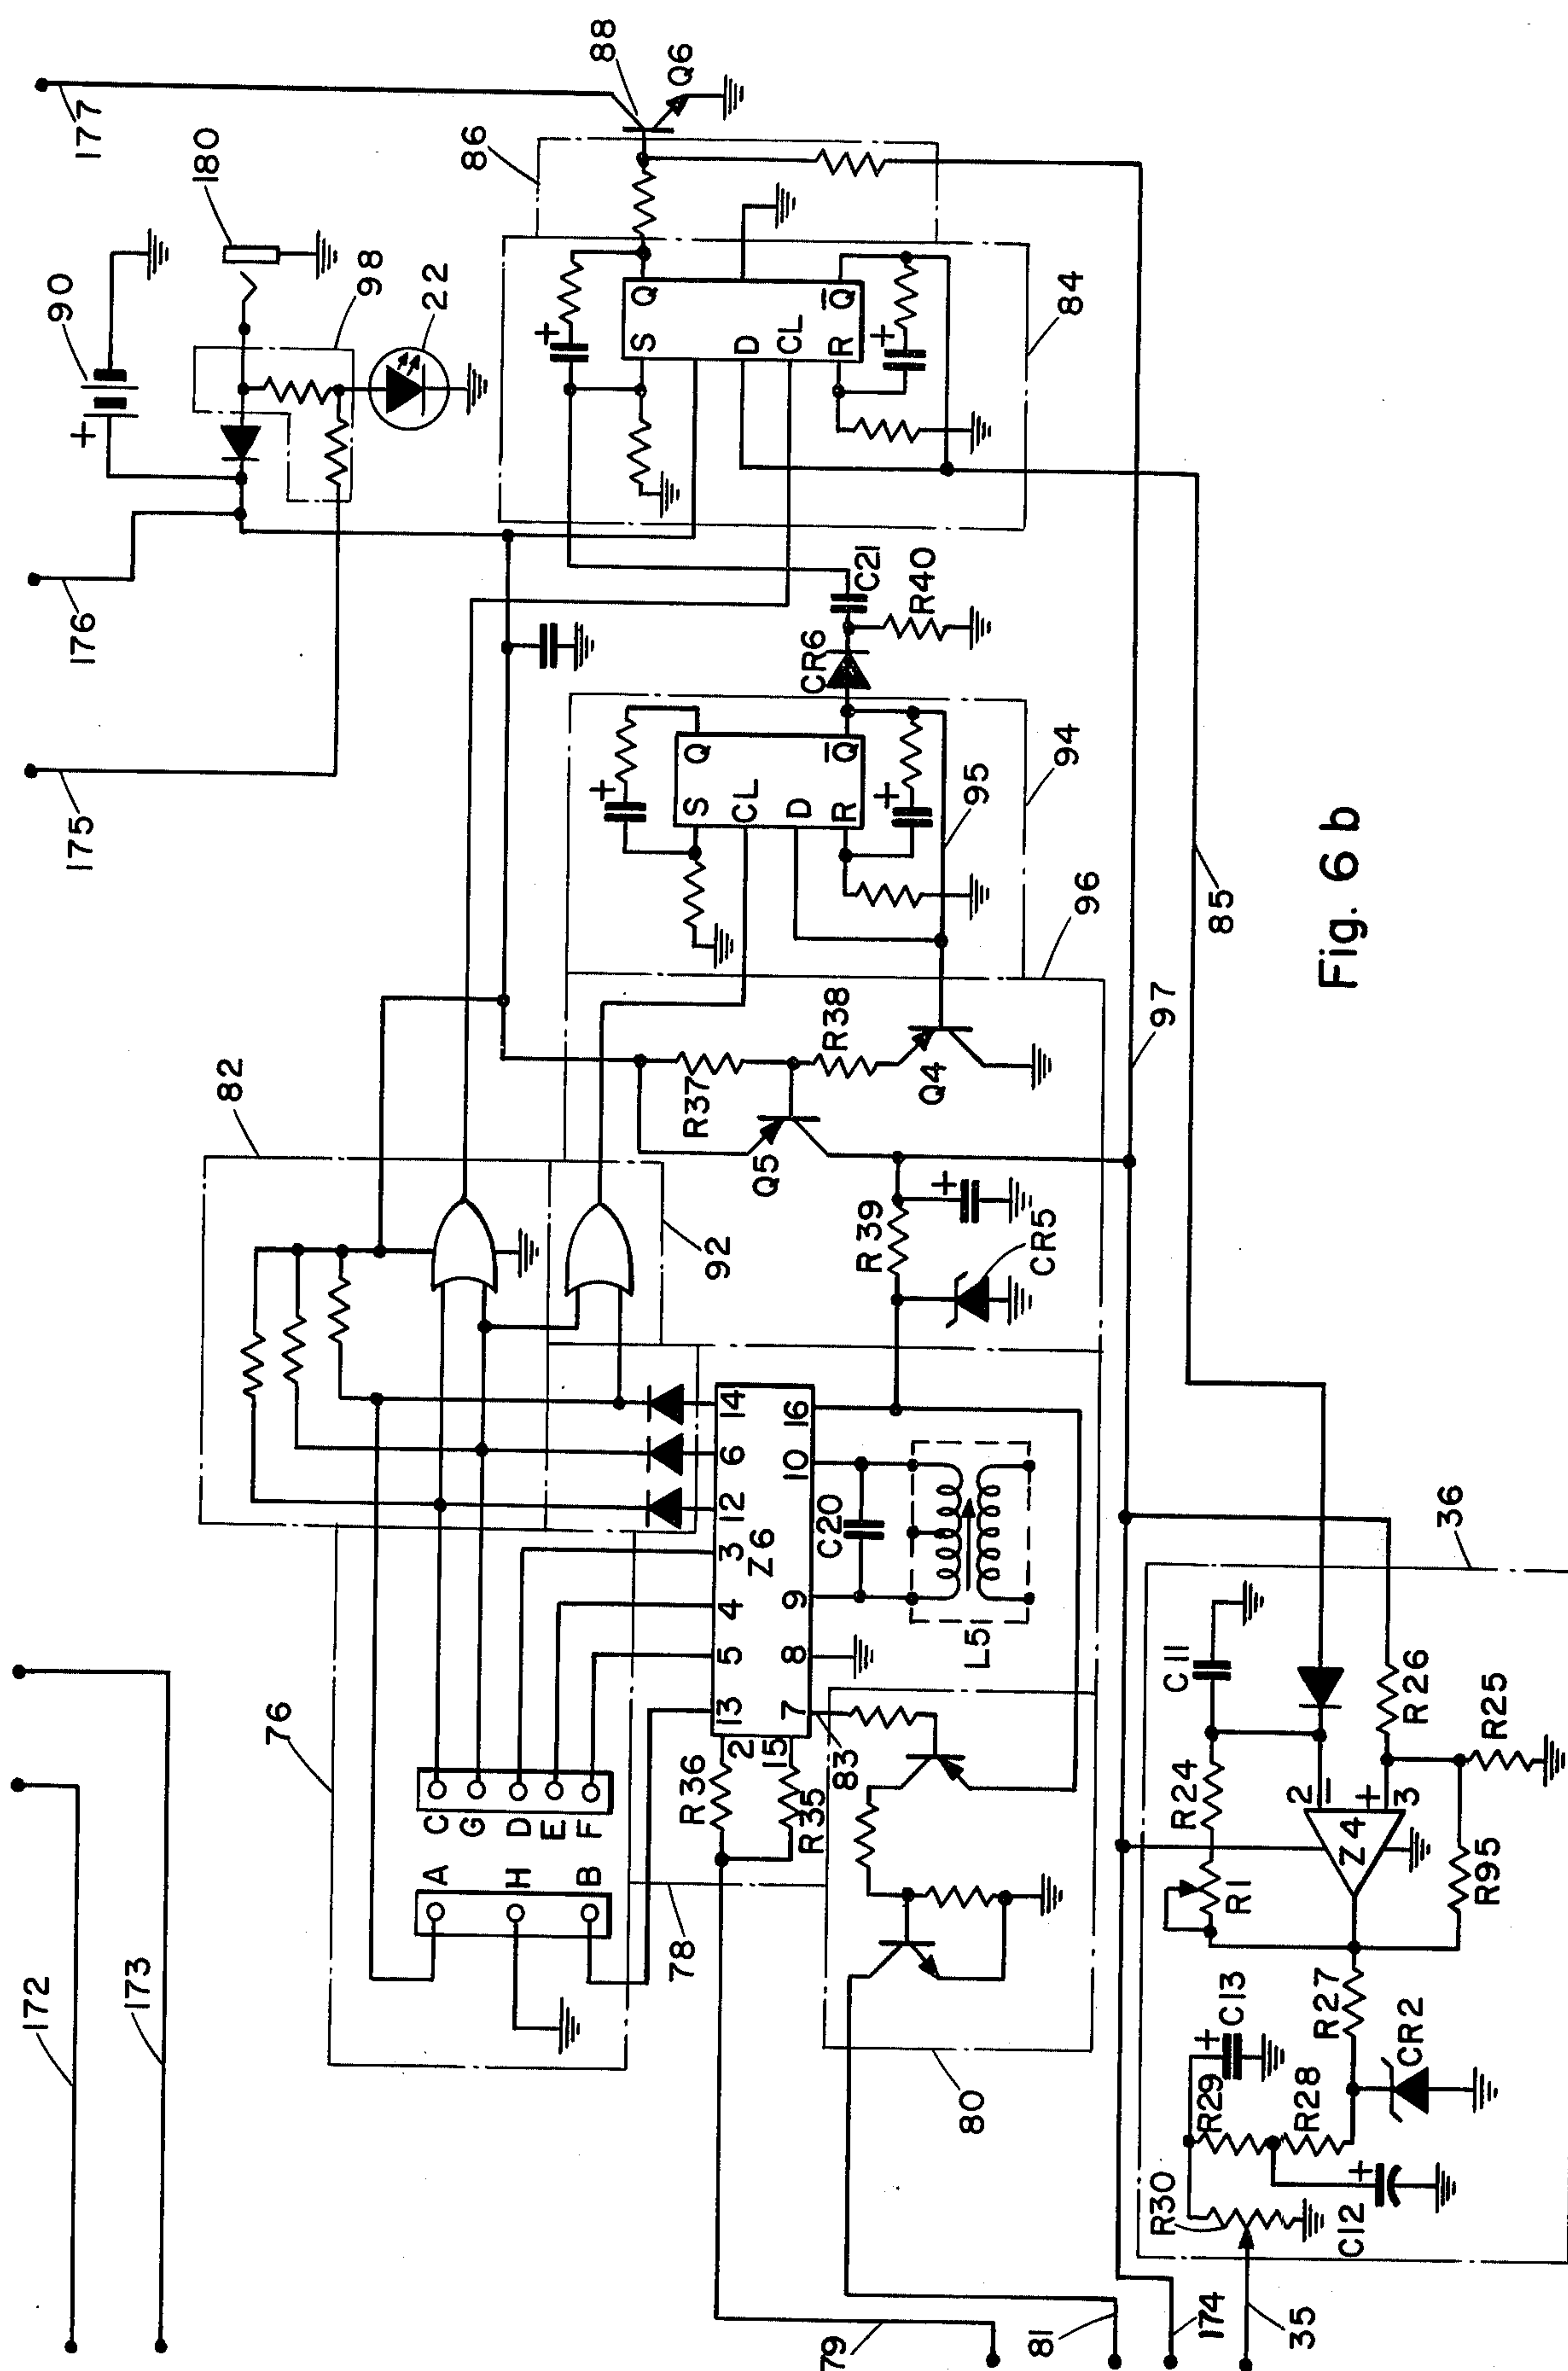 172
173
175
176
177
90
+
180
98
22
88
Q6
86
76
82
A
H
B
C
G
D
E
F
78
92
R36
R35
2
15
13
5
4
3
12
6
14
Z6
7
8
9
10
16
83
C20
L5
80
R39
CR5
+
Q5
R37
R38
Q4
96
S
Q
CL
D
R
Q̅
+
+
95
94
CR6
C21
R40
S
Q
D
CL
R
Q̅
+
+
84
97
85
79
81
174
35
R30
R29
C13
+
C12
+
R28
CR2
R27
R1
R24
C11
Z4
2
−
+
3
R95
R25
R26
36
Fig. 6 b